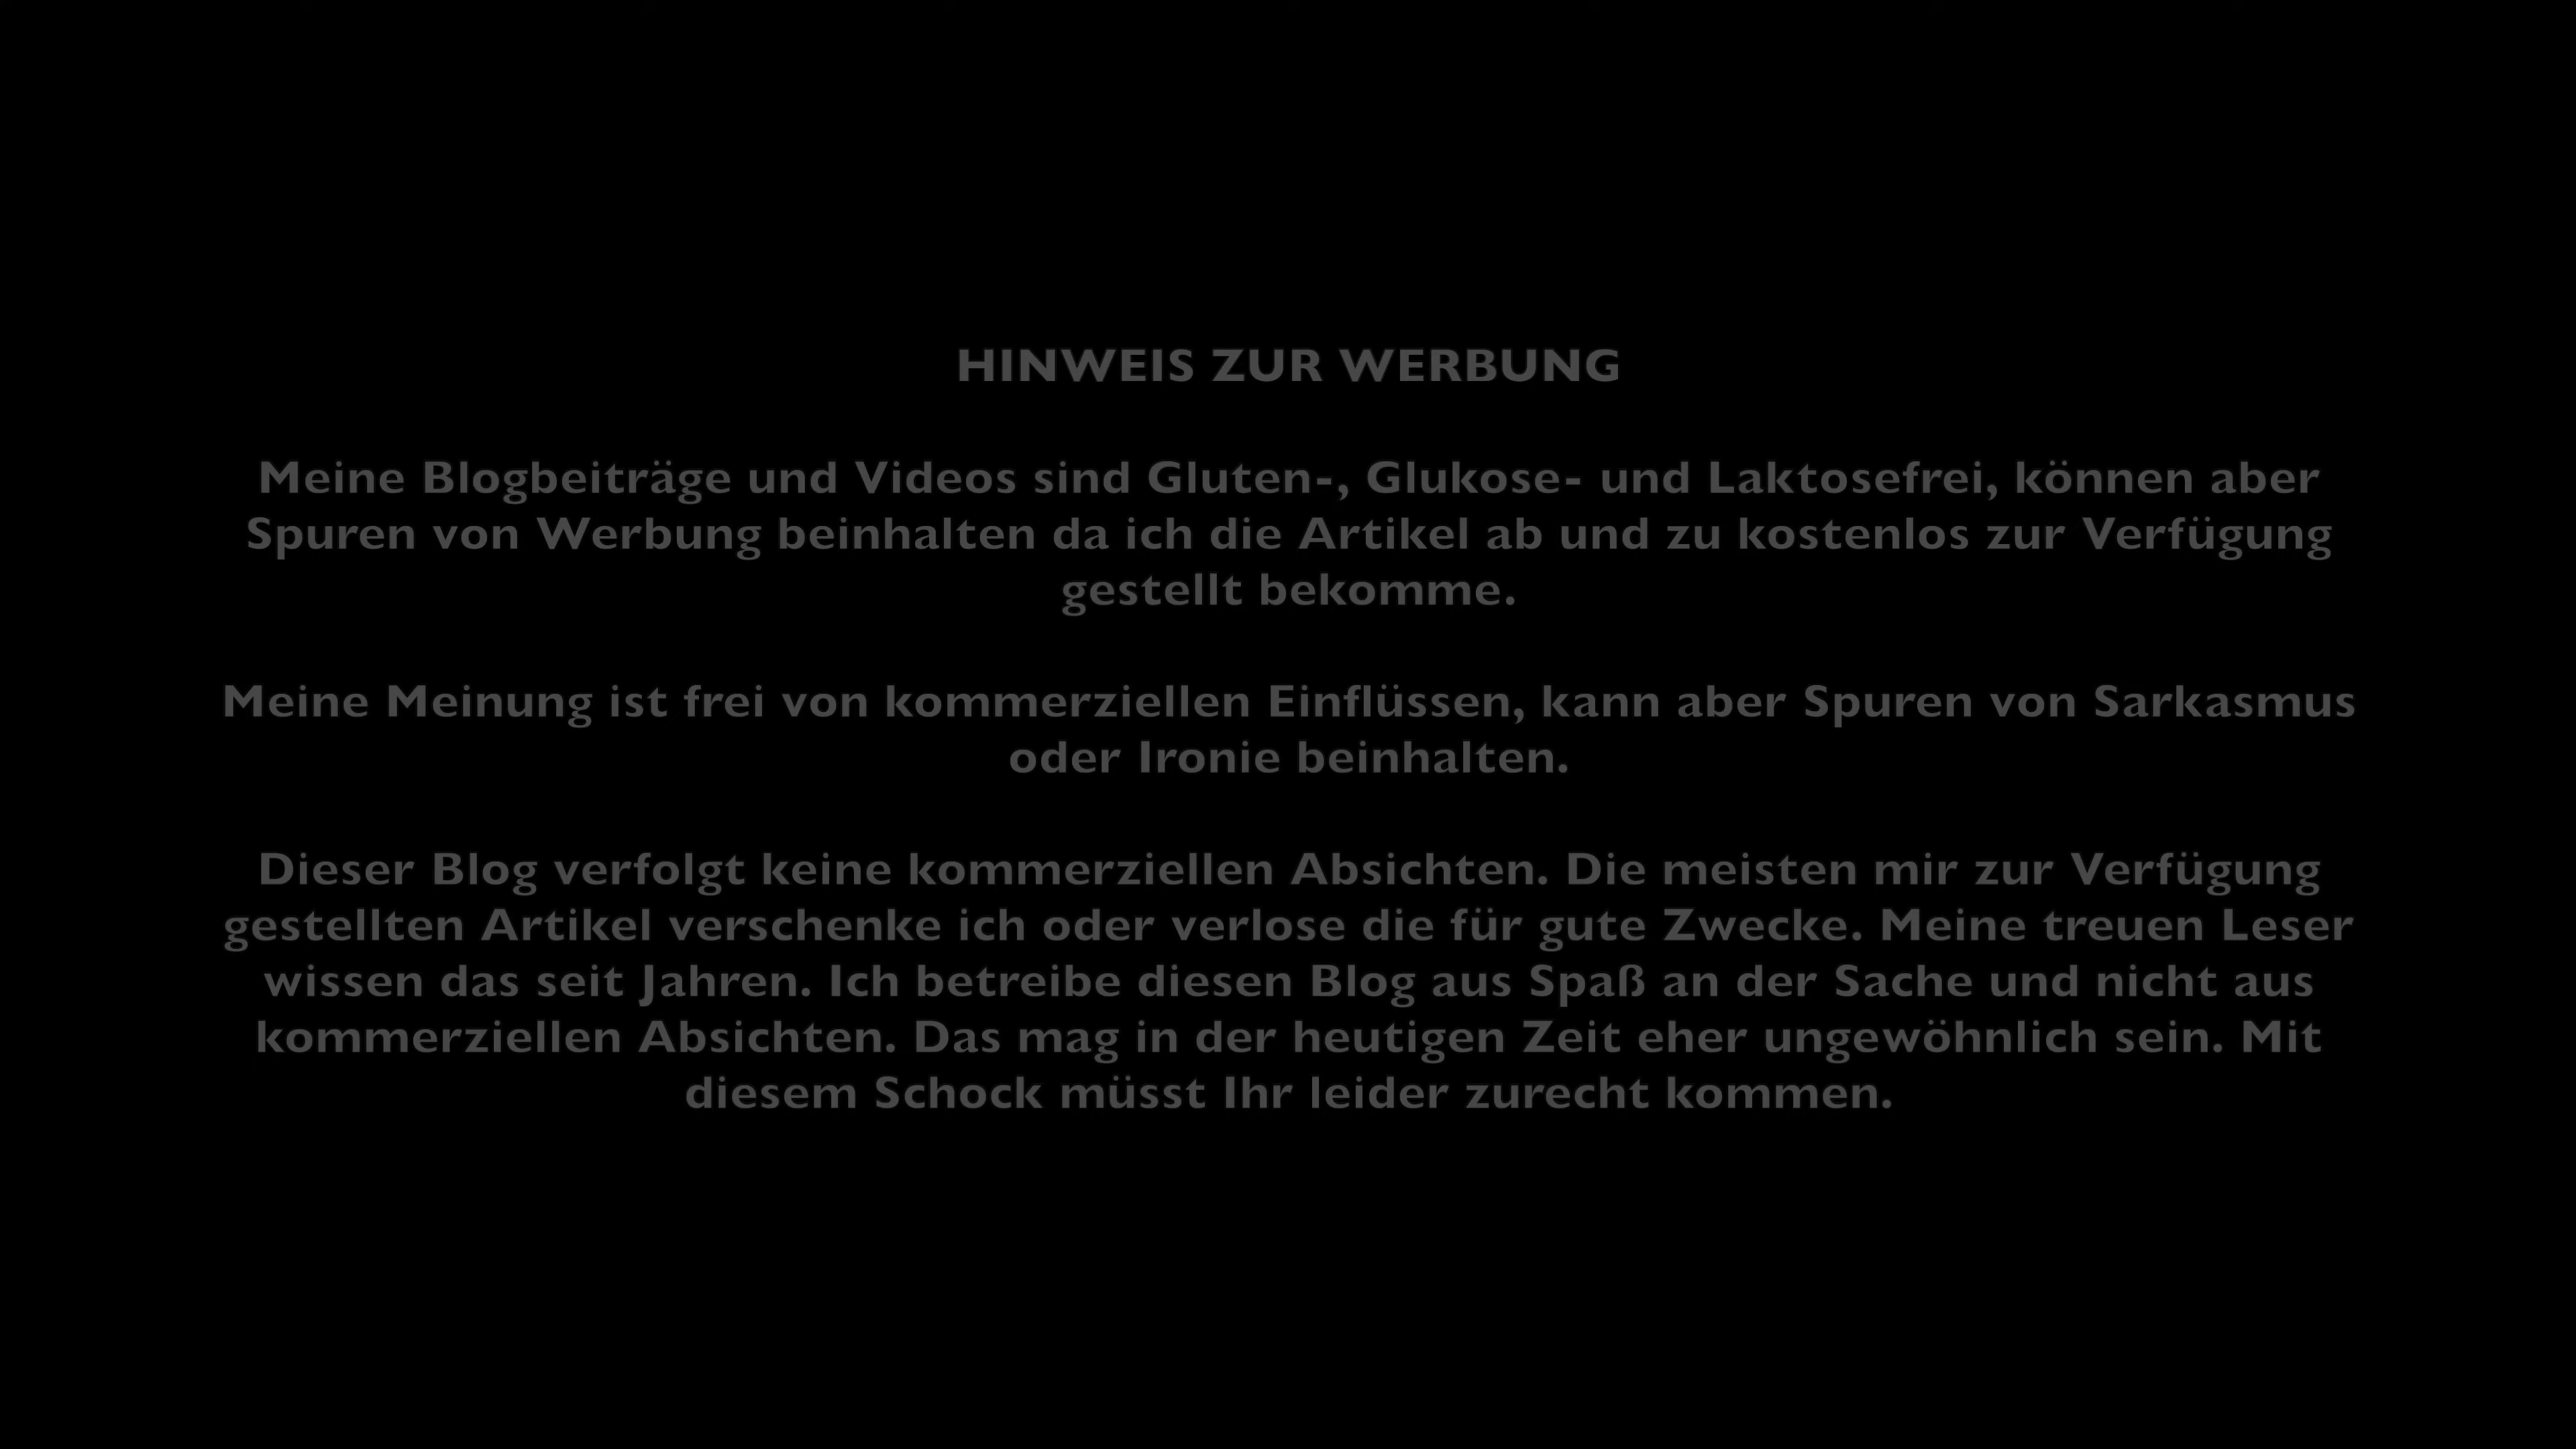 HINWEIS ZUR WERBUNG
Meine Blogbeiträge und Videos sind Gluten-, Glukose- und Laktosefrei, können aber
Spuren von Werbung beinhalten da ich die Artikel ab und zu kostenlos zur Verfügung
gestellt bekomme.
Meine Meinung ist frei von kommerziellen Einflüssen, kann aber Spuren von Sarkasmus
oder Ironie beinhalten.
Dieser Blog verfolgt keine kommerziellen Absichten. Die meisten mir zur Verfügung
gestellten Artikel verschenke ich oder verlose die für gute Zwecke. Meine treuen Leser
wissen das seit Jahren. Ich betreibe diesen Blog aus Spaß an der Sache und nicht aus
kommerziellen Absichten. Das mag in der heutigen Zeit eher ungewöhnlich sein. Mit
diesem Schock müsst Ihr leider zurecht kommen.